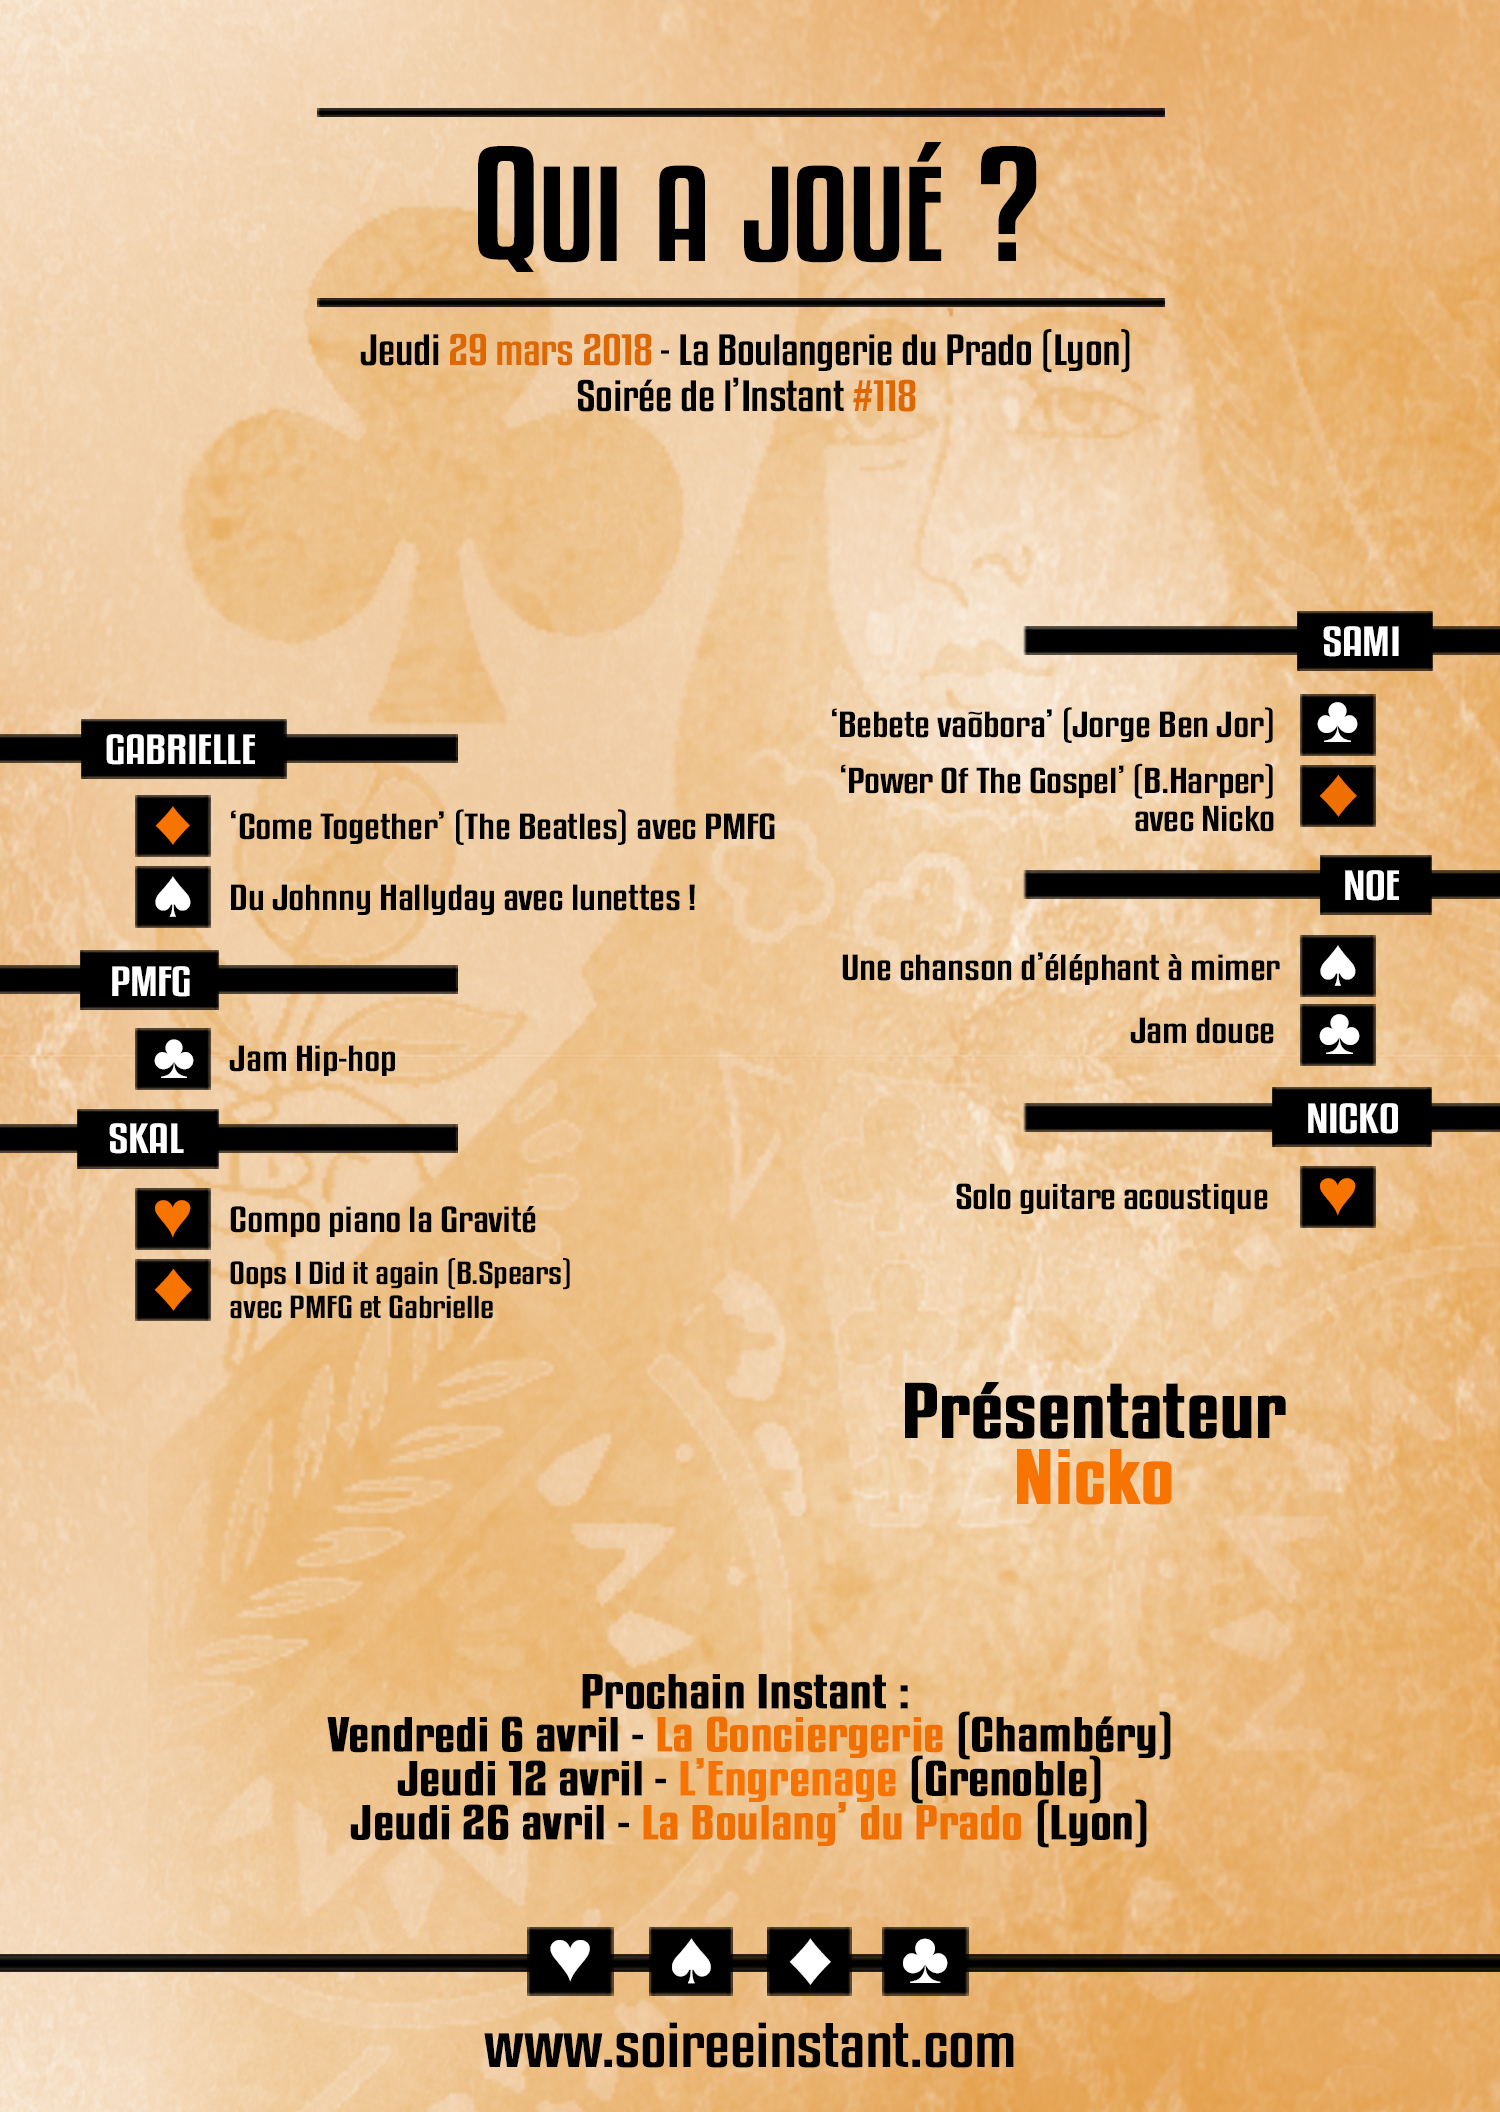 Qui a joué ?
Jeudi 29 mars 2018 - La Boulangerie du Prado (Lyon)
Soirée de l'Instant #118
GABRIELLE
‘Come Together’ (The Beatles) avec PMFG
Du Johnny Hallyday avec lunettes !
PMFG
Jam Hip-hop
SKAL
Compo piano la Gravité
Oops I Did it again (B.Spears)
avec PMFG et Gabrielle
SAMI
‘Bebete vaõbora’ (Jorge Ben Jor)
‘Power Of The Gospel’ (B.Harper)
avec Nicko
NOE
Une chanson d’éléphant à mimer
Jam douce
NICKO
Solo guitare acoustique
Présentateur
Nicko
Prochain Instant :
Vendredi 6 avril - La Conciergerie (Chambéry)
Jeudi 12 avril - L’Engrenage (Grenoble)
Jeudi 26 avril - La Boulang’ du Prado (Lyon)
www.soireeinstant.com